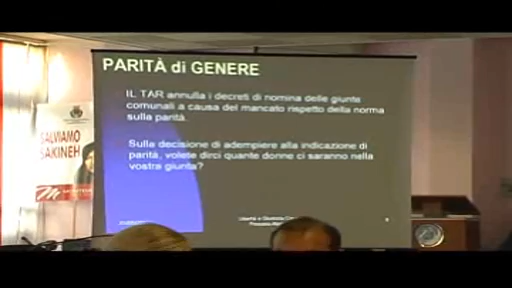 PARITÀ di GENERE
IL TAR annulla i decreti di nomina delle giunte
comunali a causa del mancato rispetto della norma
sulla parità.
Sulla decisione di adempiere alla indicazione di
parità, volete dirci quante donne ci saranno nella
vostra giunta?
SALVIAMO
SAKINEH
Libertà e Giustizia